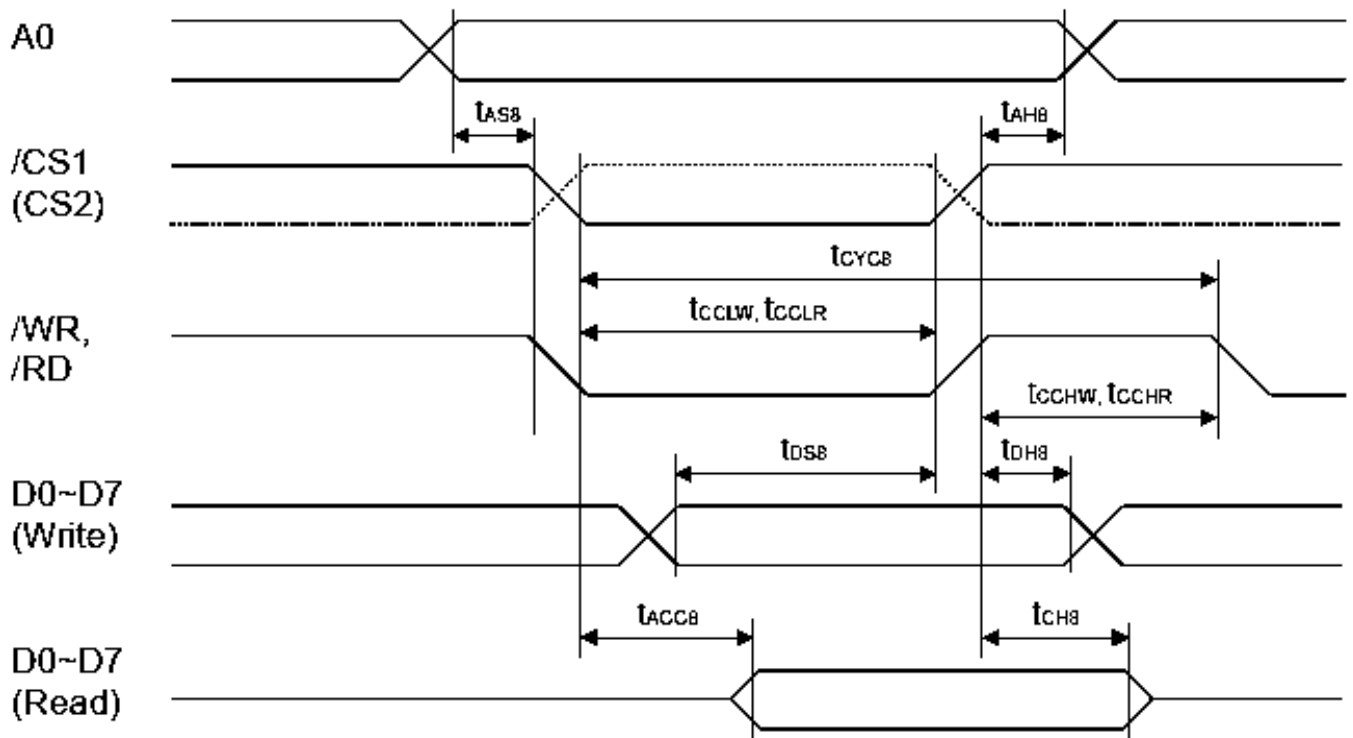 A0
tAS8
tAH8
/CS1
(CS2)
tCYC8
tCCLW, tCCLR
/WR,
/RD
tCCHW, tCCHR
tDS8
tDH8
D0~D7
(Write)
tACC8
tCH8
D0~D7
(Read)